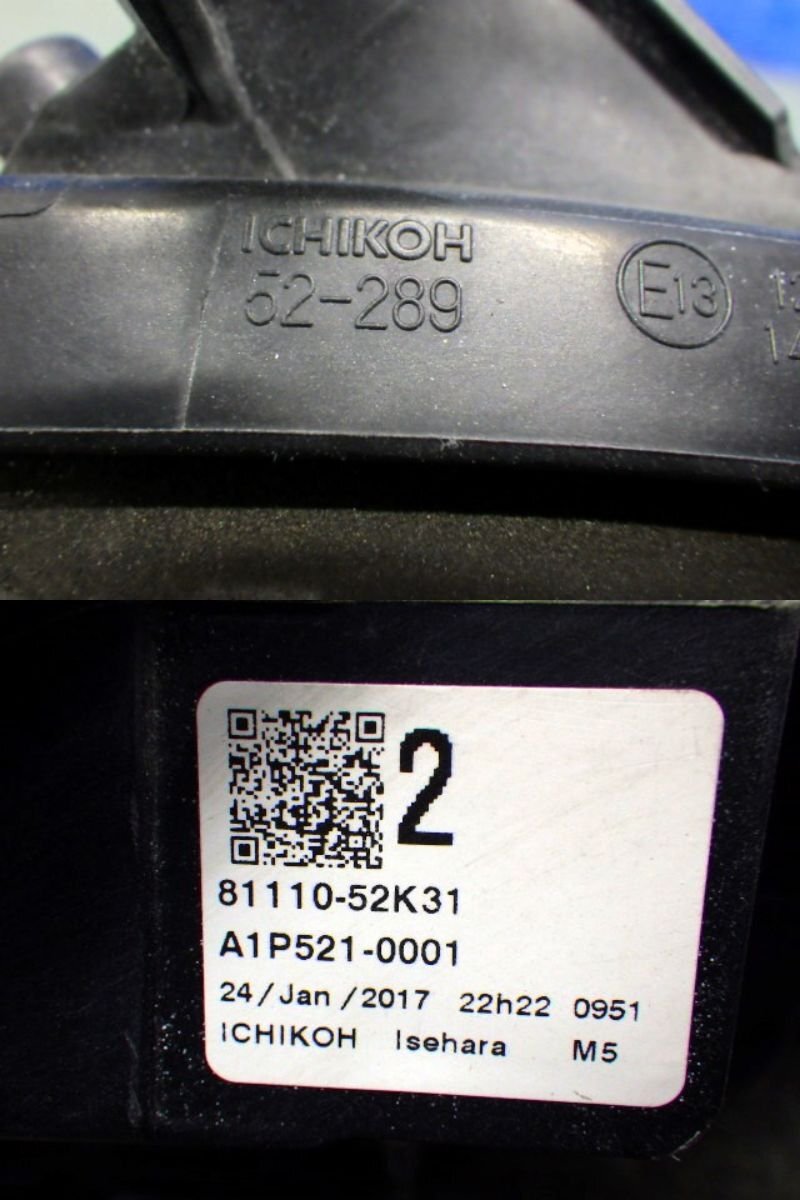 ICHIKOH
52-289
E13
2
81110-52K31
A1P521-0001
24/Jan/2017 22h22 0951
ICHIKOH Isehara M5